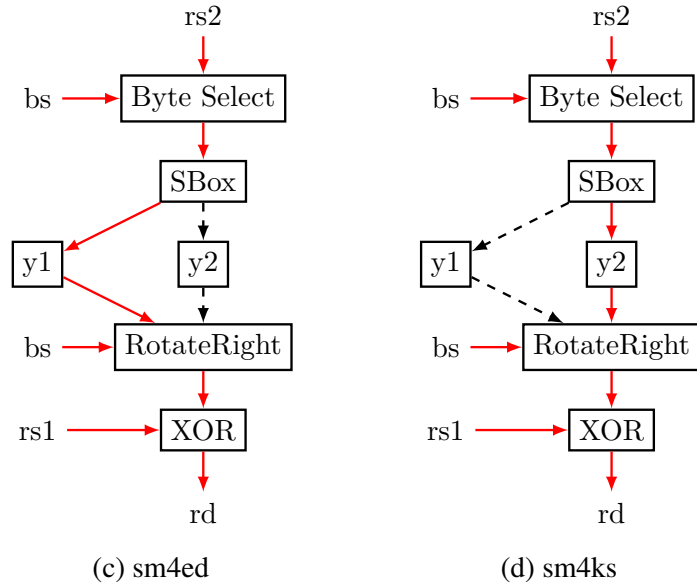 rs2
bs
Byte Select
SBox
y1
y2
bs
RotateRight
rs1
XOR
rd
(c) sm4ed
rs2
bs
Byte Select
SBox
y1
y2
bs
RotateRight
rs1
XOR
rd
(d) sm4ks